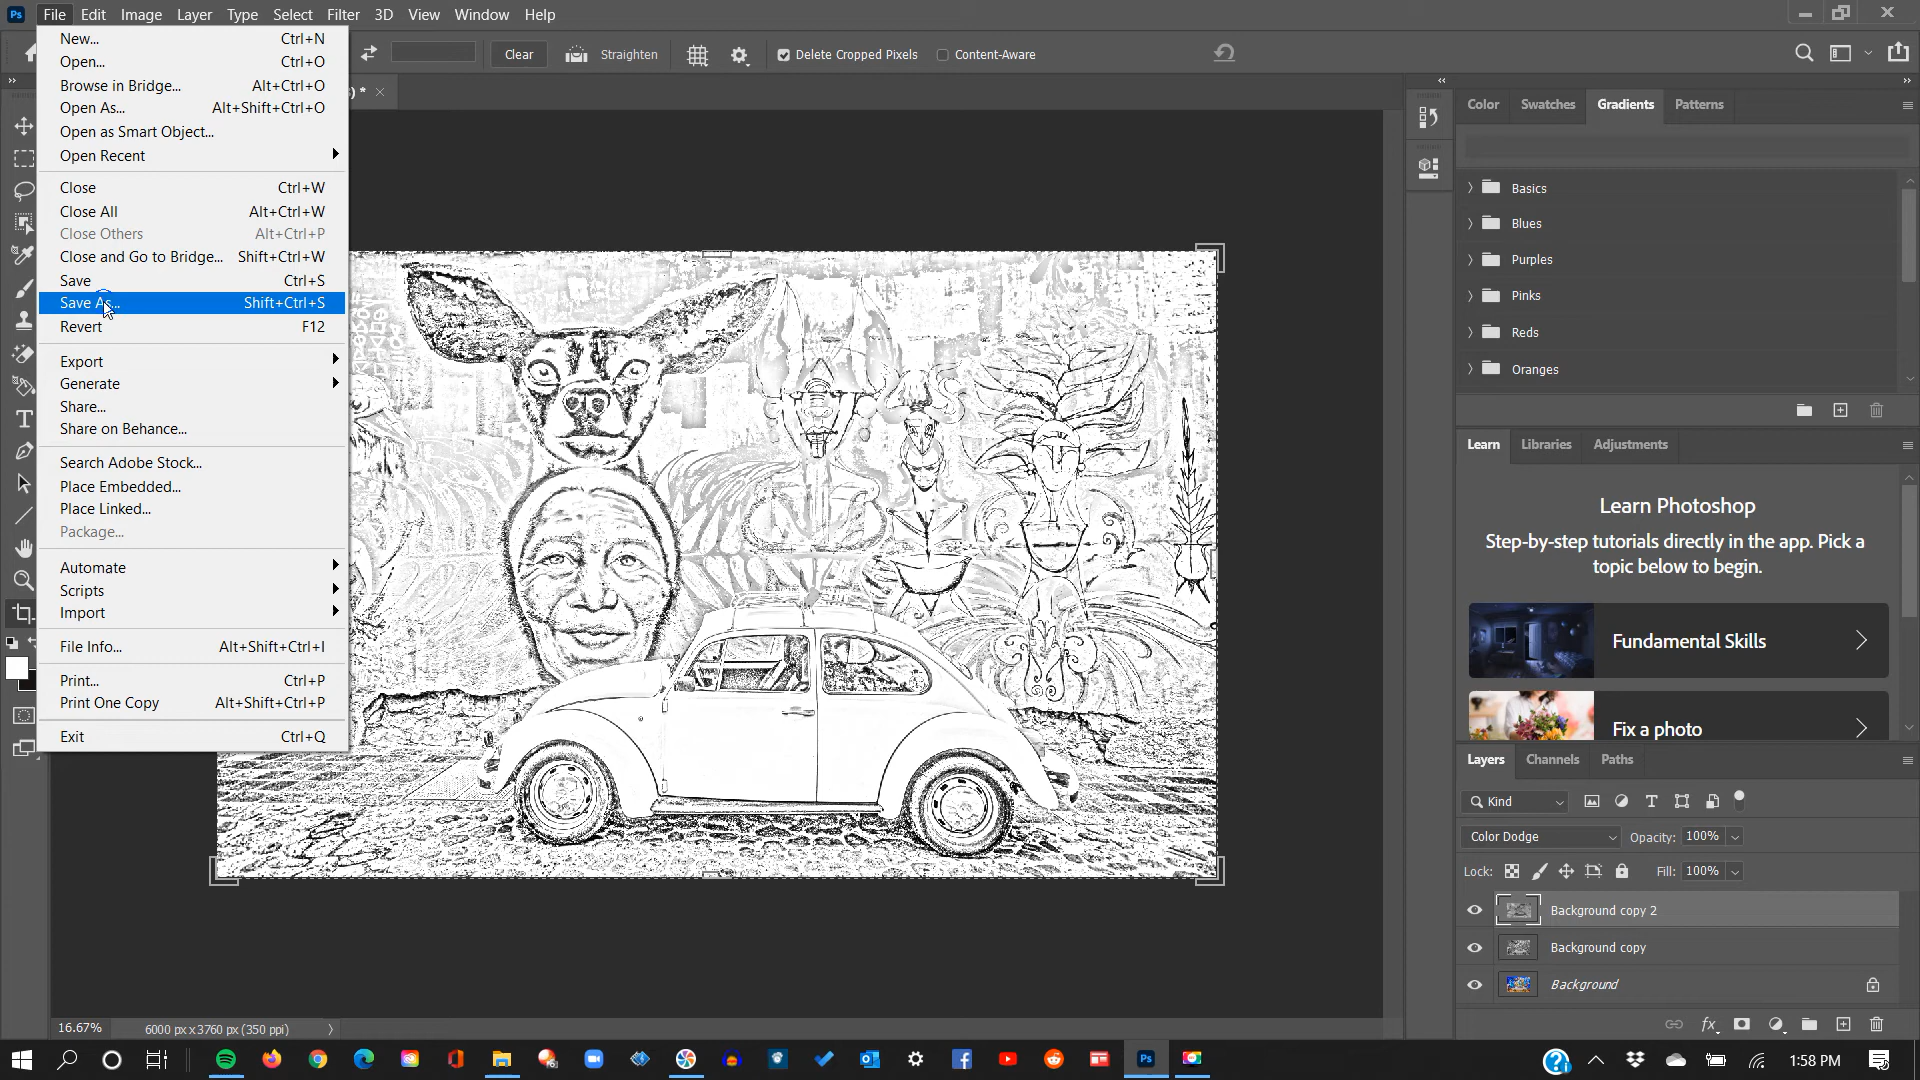 Ps File Edit Image Layer Type Select Filter 3D View Window Help
Clear Straighten Delete Cropped Pixels Content-Aware
) *
New... Ctrl+N
Open... Ctrl+O
Browse in Bridge... Alt+Ctrl+O
Open As... Alt+Shift+Ctrl+O
Open as Smart Object...
Open Recent
Close Ctrl+W
Close All Alt+Ctrl+W
Close Others Alt+Ctrl+P
Close and Go to Bridge... Shift+Ctrl+W
Save Ctrl+S
Save As... Shift+Ctrl+S
Revert F12
Export
Generate
Share...
Share on Behance...
Search Adobe Stock...
Place Embedded...
Place Linked...
Package...
Automate
Scripts
Import
File Info... Alt+Shift+Ctrl+I
Print... Ctrl+P
Print One Copy Alt+Shift+Ctrl+P
Exit Ctrl+Q
Color Swatches Gradients Patterns
Basics
Blues
Purples
Pinks
Reds
Oranges
Learn Libraries Adjustments
Learn Photoshop
Step-by-step tutorials directly in the app. Pick a
topic below to begin.
Fundamental Skills
Fix a photo
Layers Channels Paths
Kind
Color Dodge Opacity: 100%
Lock: Fill: 100%
Background copy 2
Background copy
Background
fx
16.67% 6000 px x 3760 px (350 ppi)
Ps 1:58 PM